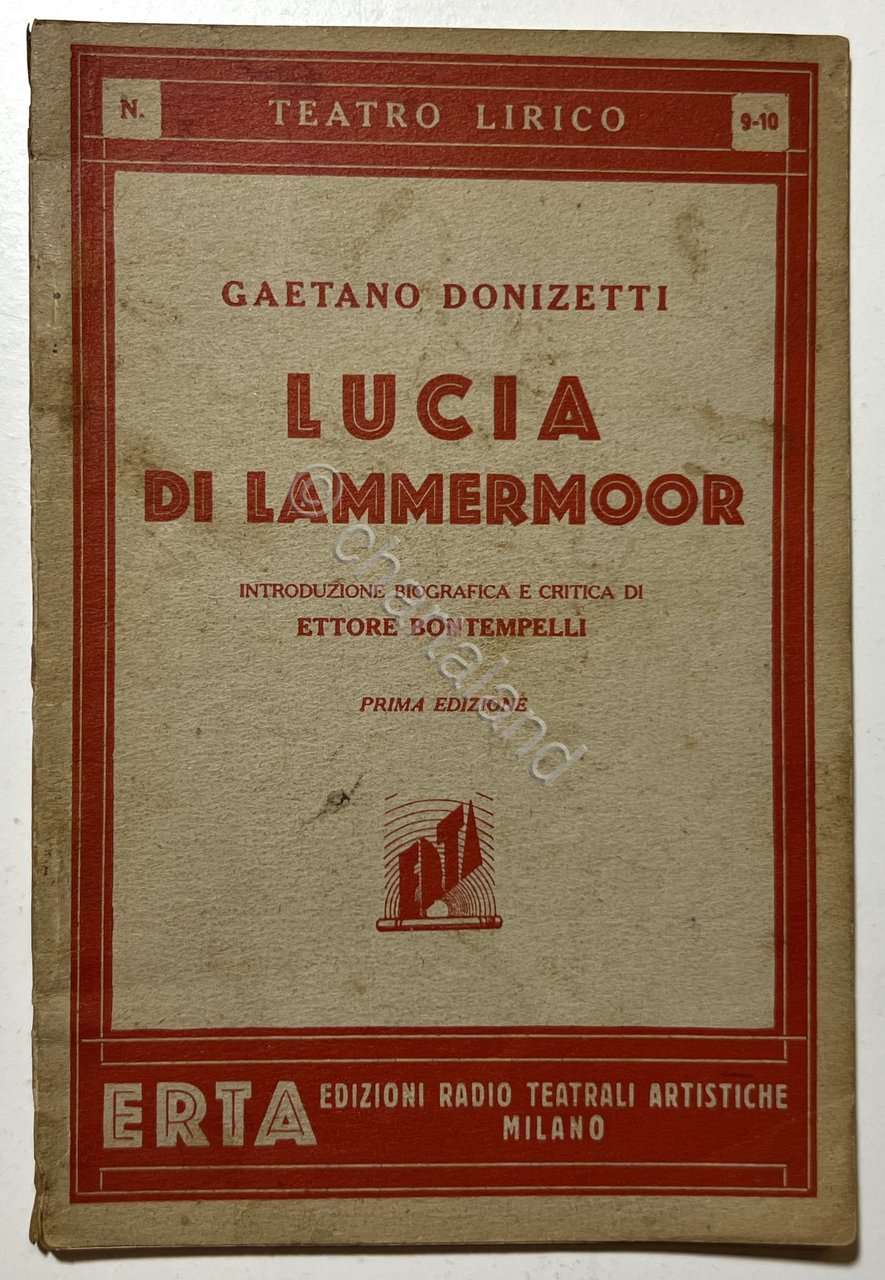 N. TEATRO LIRICO 9-10
GAETANO DONIZETTI
LUCIA
DI LAMMERMOOR
INTRODUZIONE BIOGRAFICA E CRITICA DI
ETTORE BONTEMPELLI
PRIMA EDIZIONE
ERTA EDIZIONI RADIO TEATRALI ARTISTICHE
MILANO
© chartaland